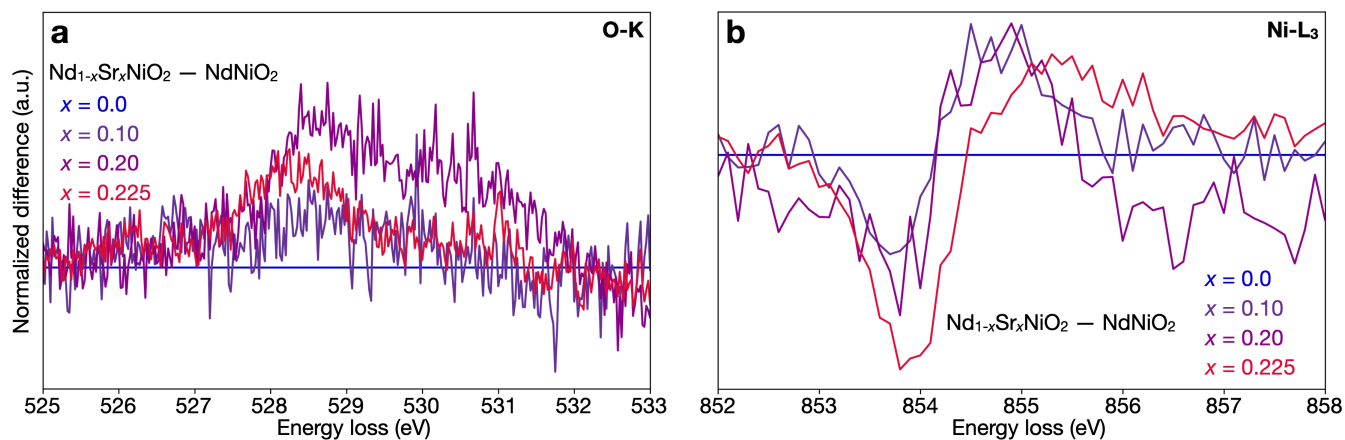 a
O-K
Nd₁₋ₓSrₓNiO₂ — NdNiO₂
x = 0.0
x = 0.10
x = 0.20
x = 0.225
Normalized difference (a.u.)
525 526 527 528 529 530 531 532 533
Energy loss (eV)
b
Ni-L₃
Nd₁₋ₓSrₓNiO₂ — NdNiO₂
x = 0.0
x = 0.10
x = 0.20
x = 0.225
852 853 854 855 856 857 858
Energy loss (eV)